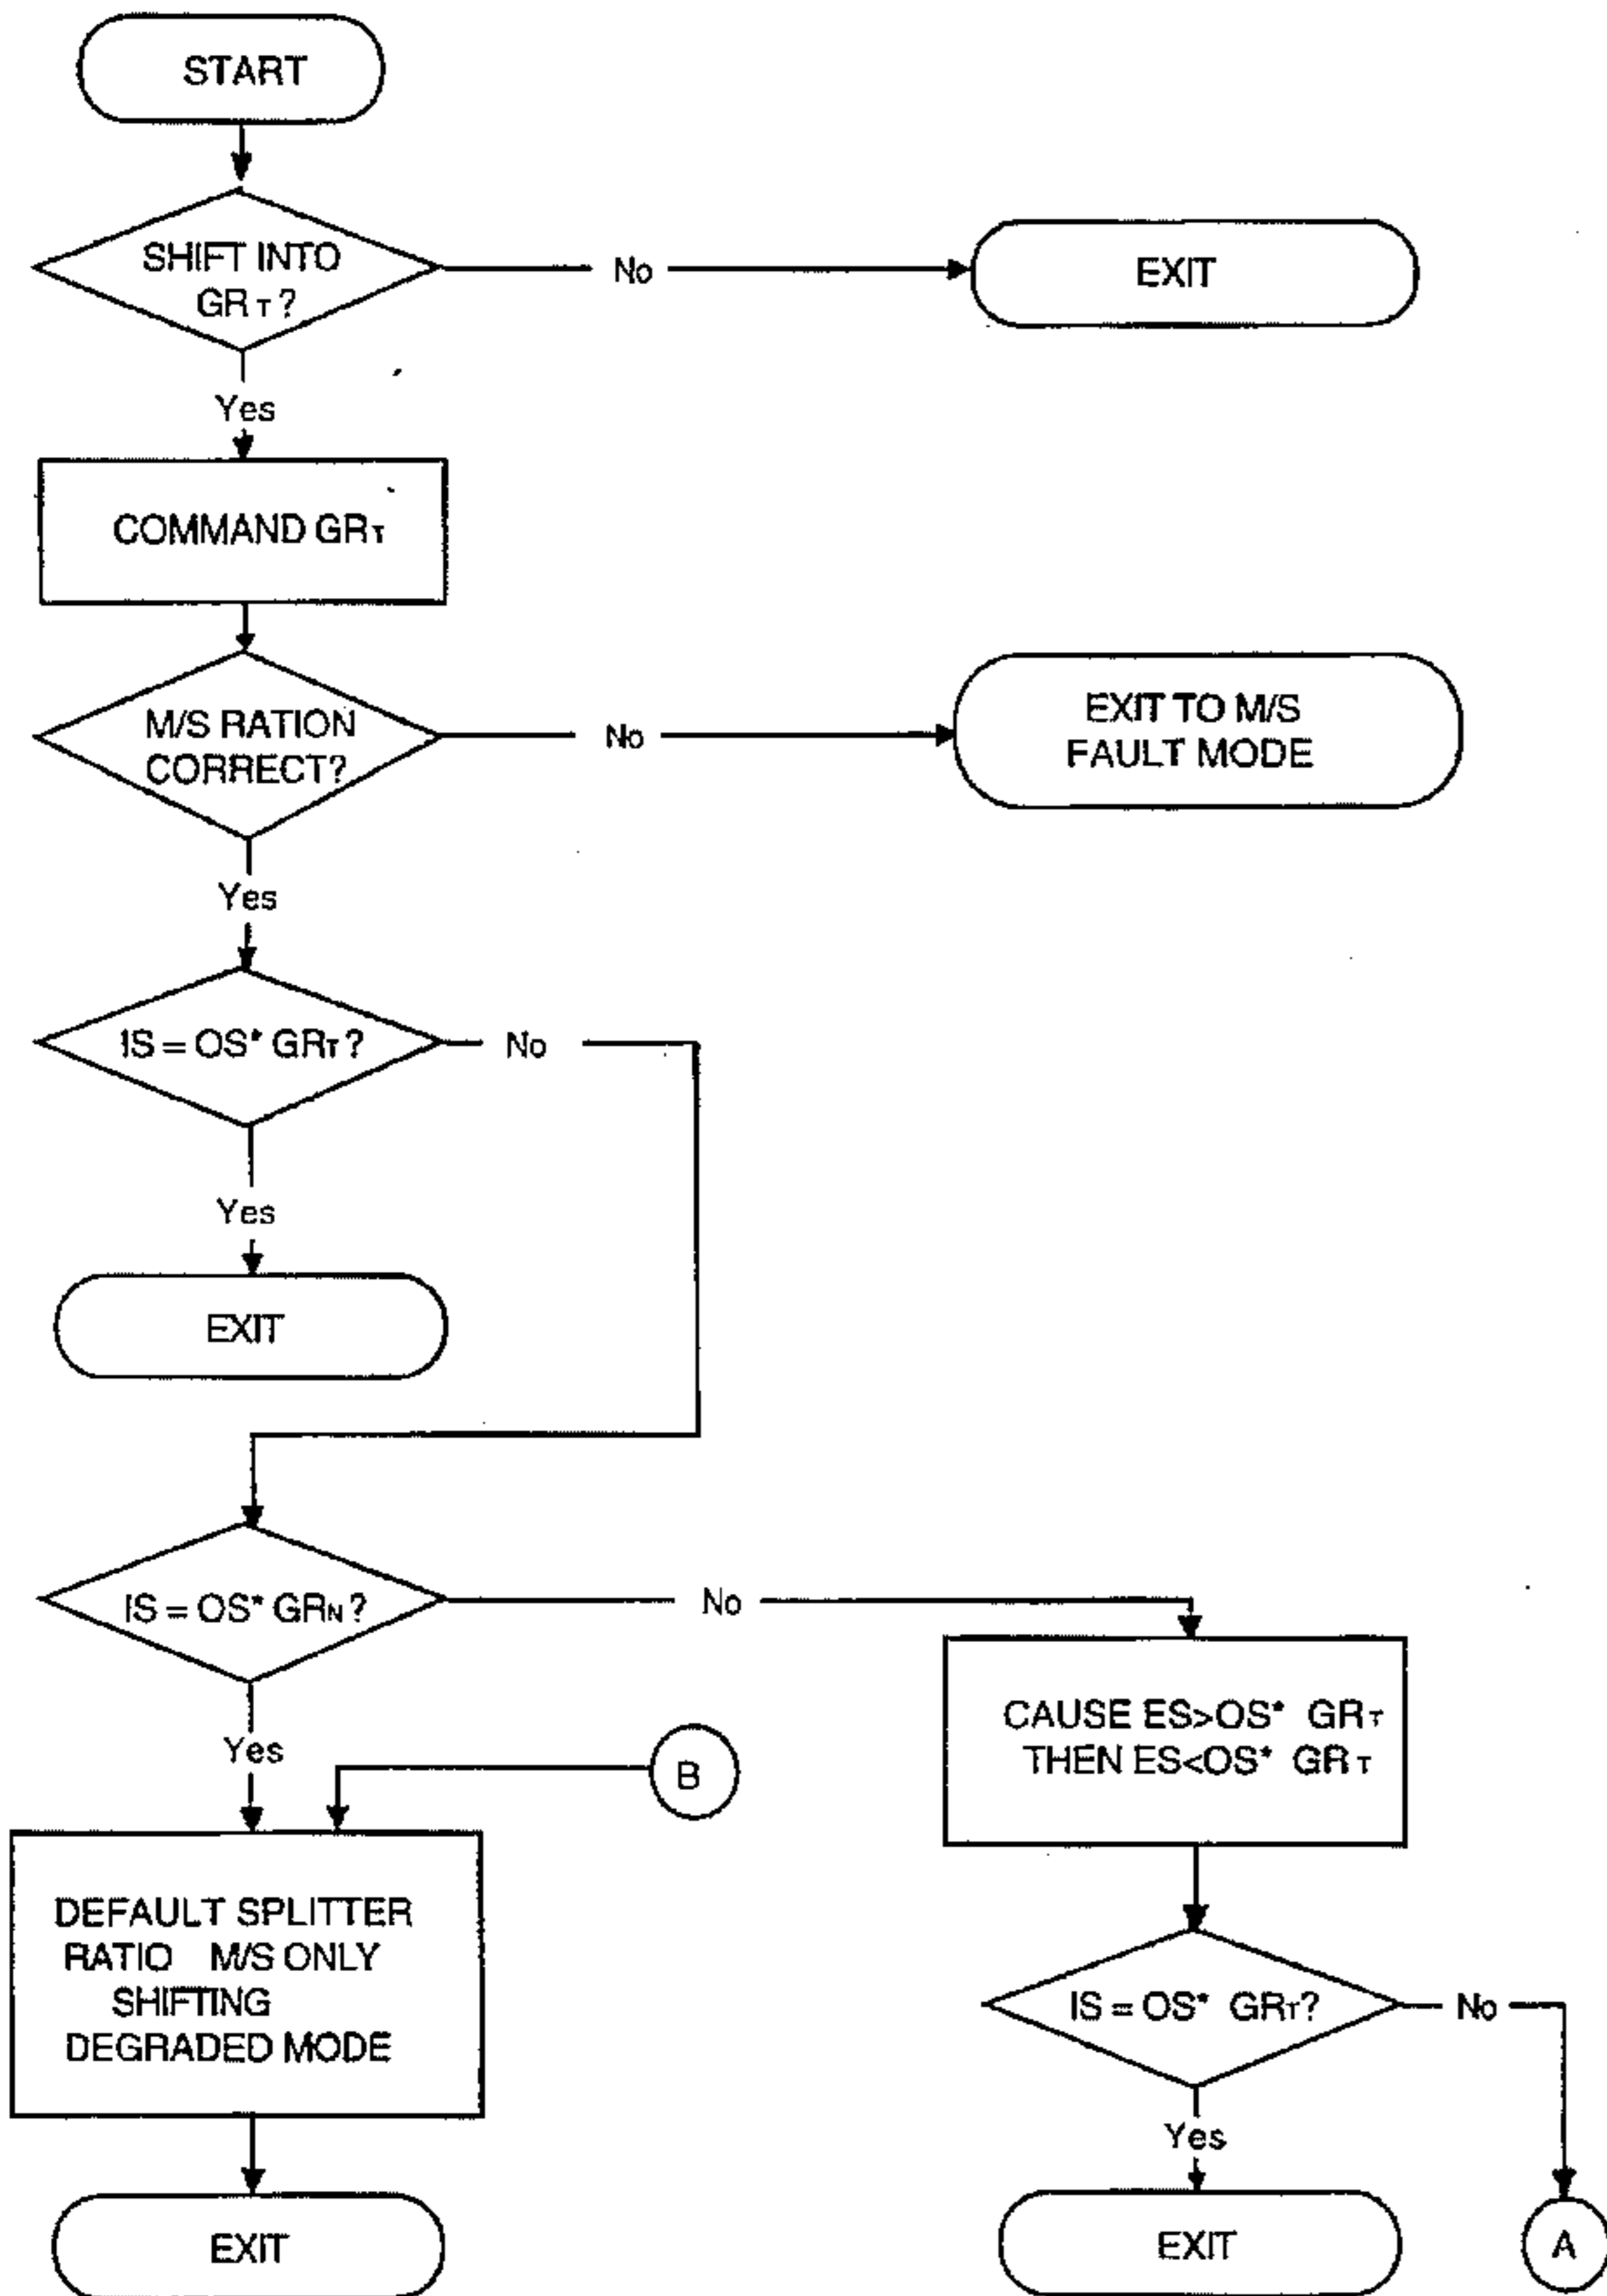 START
SHIFT INTO
GR T ?
No
EXIT
Yes
COMMAND GRT
M/S RATION
CORRECT?
No
EXIT TO M/S
FAULT MODE
Yes
IS = OS* GRT ?
No
Yes
EXIT
IS = OS* GRN ?
No
CAUSE ES>OS* GR T
THEN ES<OS* GR T
Yes
B
DEFAULT SPLITTER
RATIO M/S ONLY
SHIFTING
DEGRADED MODE
IS = OS* GRT?
No
Yes
EXIT
EXIT
A